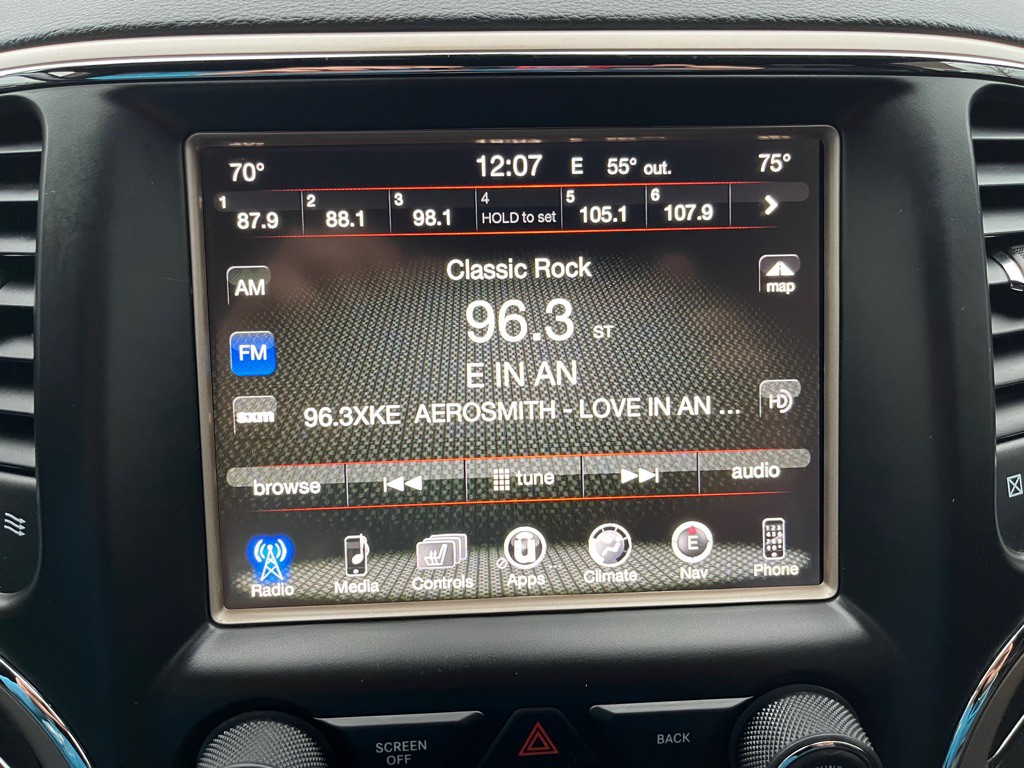 70° 12:07 E 55° out. 75°
1 87.9 2 88.1 3 98.1 4 HOLD to set 5 105.1 6 107.9
Classic Rock
AM
map
96.3 ST
FM
E IN AN
sxm
HD
96.3XKE AEROSMITH - LOVE IN AN ...
browse tune audio
E
Radio Media Controls Apps Climate Nav Phone
SCREEN OFF
BACK